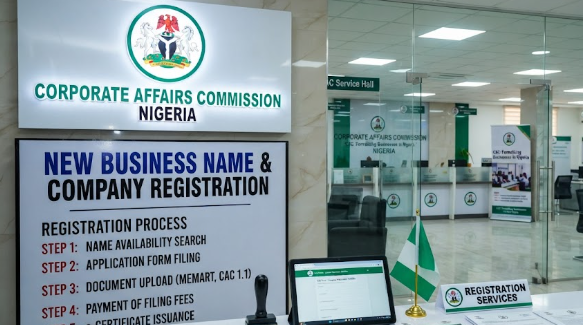 CORPORATE AFFAIRS COMMISSION
NIGERIA
NEW BUSINESS NAME &
COMPANY REGISTRATION
REGISTRATION PROCESS
STEP 1: NAME AVAILABILITY SEARCH
STEP 2: APPLICATION FORM FILING
STEP 3: DOCUMENT UPLOAD (MEMART, CAC 1.1)
STEP 4: PAYMENT OF FILING FEES
CERTIFICATE ISSUANCE
AC Service Hall
CORPORATE AFFAIRS COMMISSION
NIGERIA
REGISTRATION
SERVICES